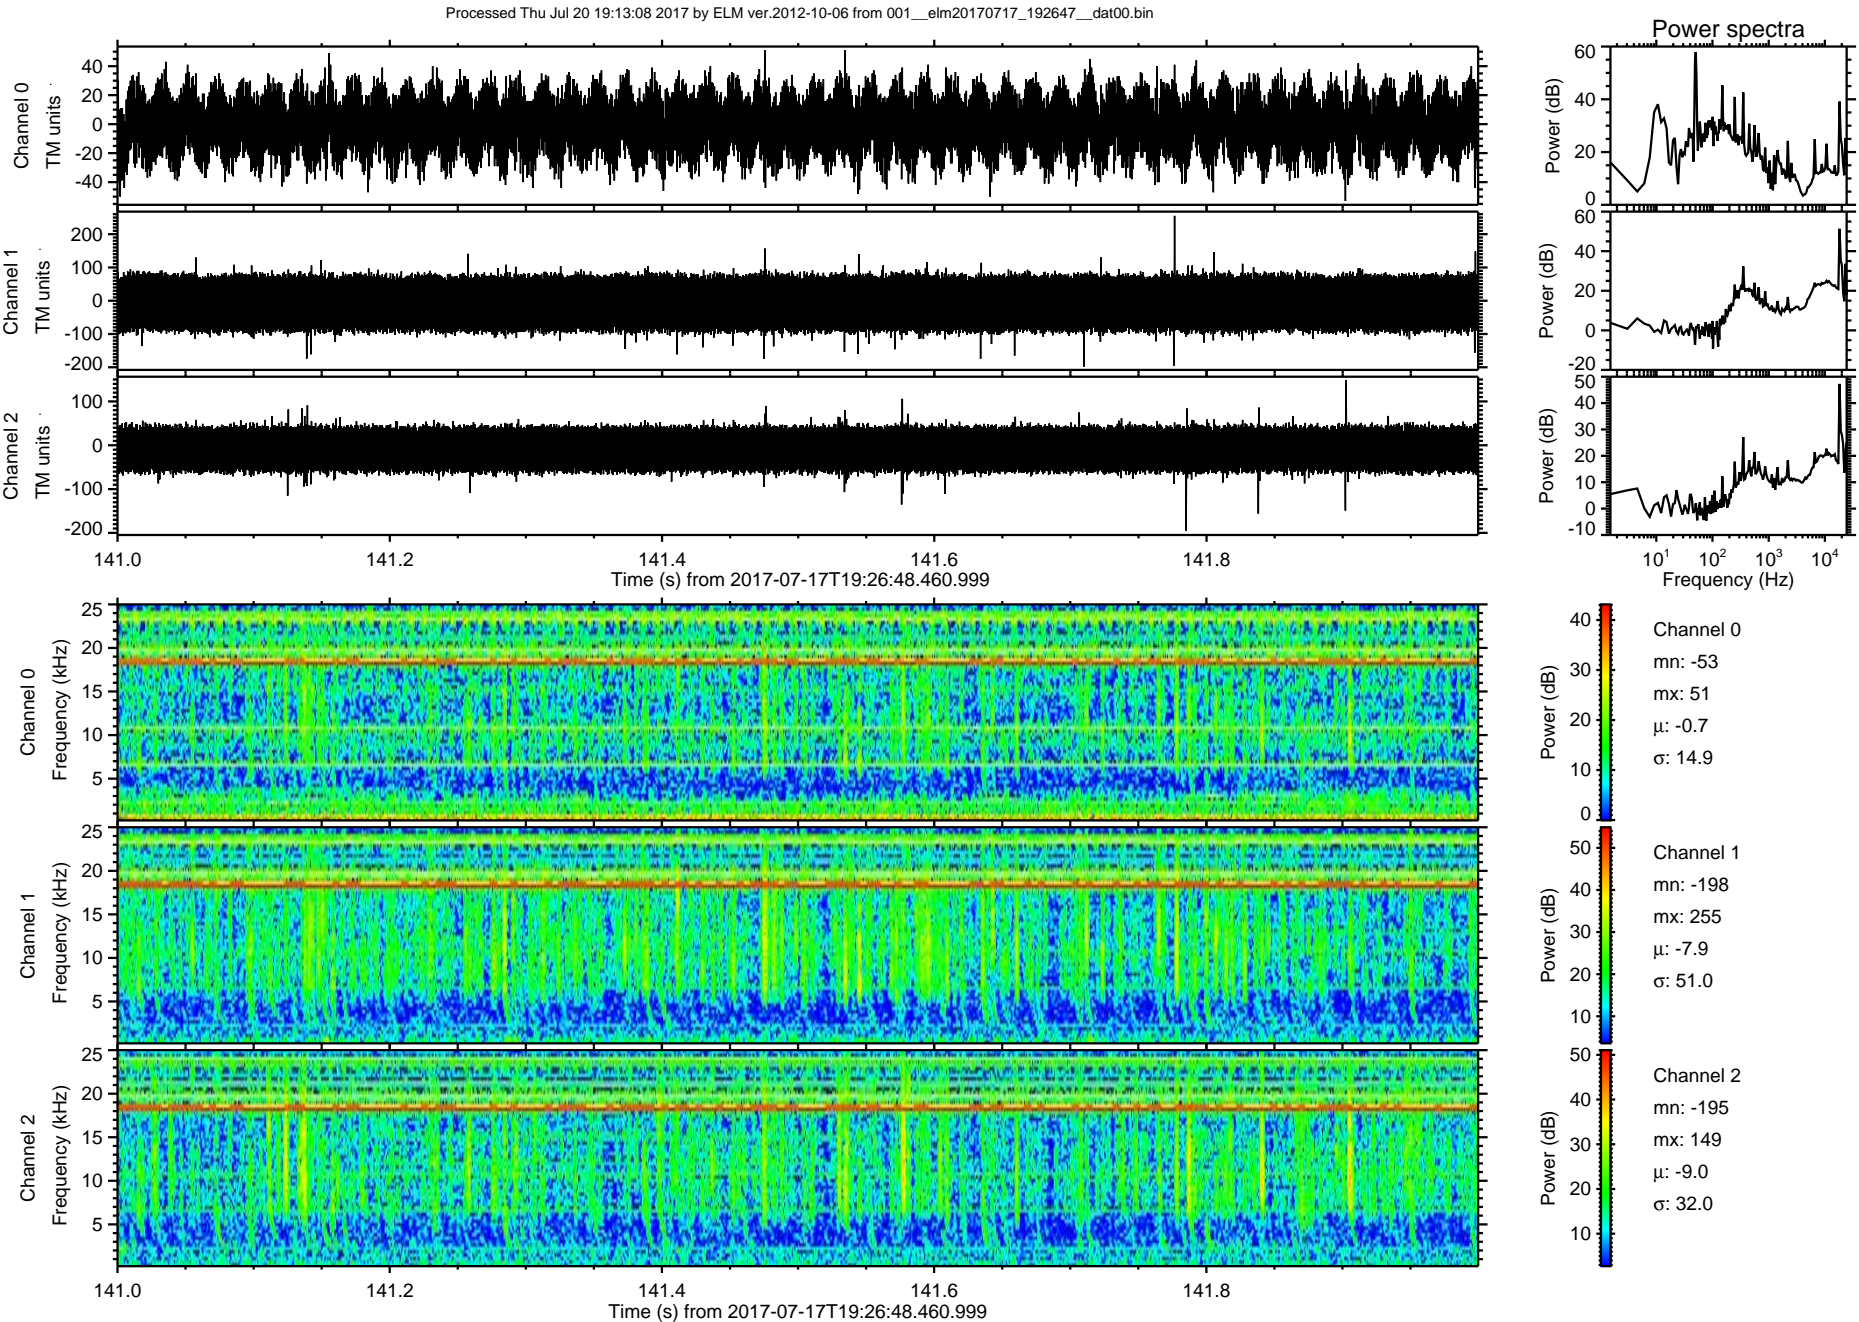 Processed Thu Jul 20 19:13:08 2017 by ELM ver.2012-10-06 from 001__elm20170717_192647__dat00.bin
Power spectra
Channel 0
TM units
40
20
0
-20
-40
Power (dB)
60
40
20
0
Channel 1
TM units
200
100
0
-100
-200
Power (dB)
60
40
20
0
-20
Channel 2
TM units
100
0
-100
-200
Power (dB)
50
40
30
20
10
0
-10
141.0 141.2 141.4 141.6 141.8
Time (s) from 2017-07-17T19:26:48.460.999
10^1 10^2 10^3 10^4
Frequency (Hz)
Channel 0
Frequency (kHz)
25
20
15
10
5
Power (dB)
40
30
20
10
0
Channel 0
mn: -53
mx: 51
µ: -0.7
σ: 14.9
Channel 1
Frequency (kHz)
25
20
15
10
5
Power (dB)
50
40
30
20
10
Channel 1
mn: -198
mx: 255
µ: -7.9
σ: 51.0
Channel 2
Frequency (kHz)
25
20
15
10
5
Power (dB)
50
40
30
20
10
Channel 2
mn: -195
mx: 149
µ: -9.0
σ: 32.0
141.0 141.2 141.4 141.6 141.8
Time (s) from 2017-07-17T19:26:48.460.999